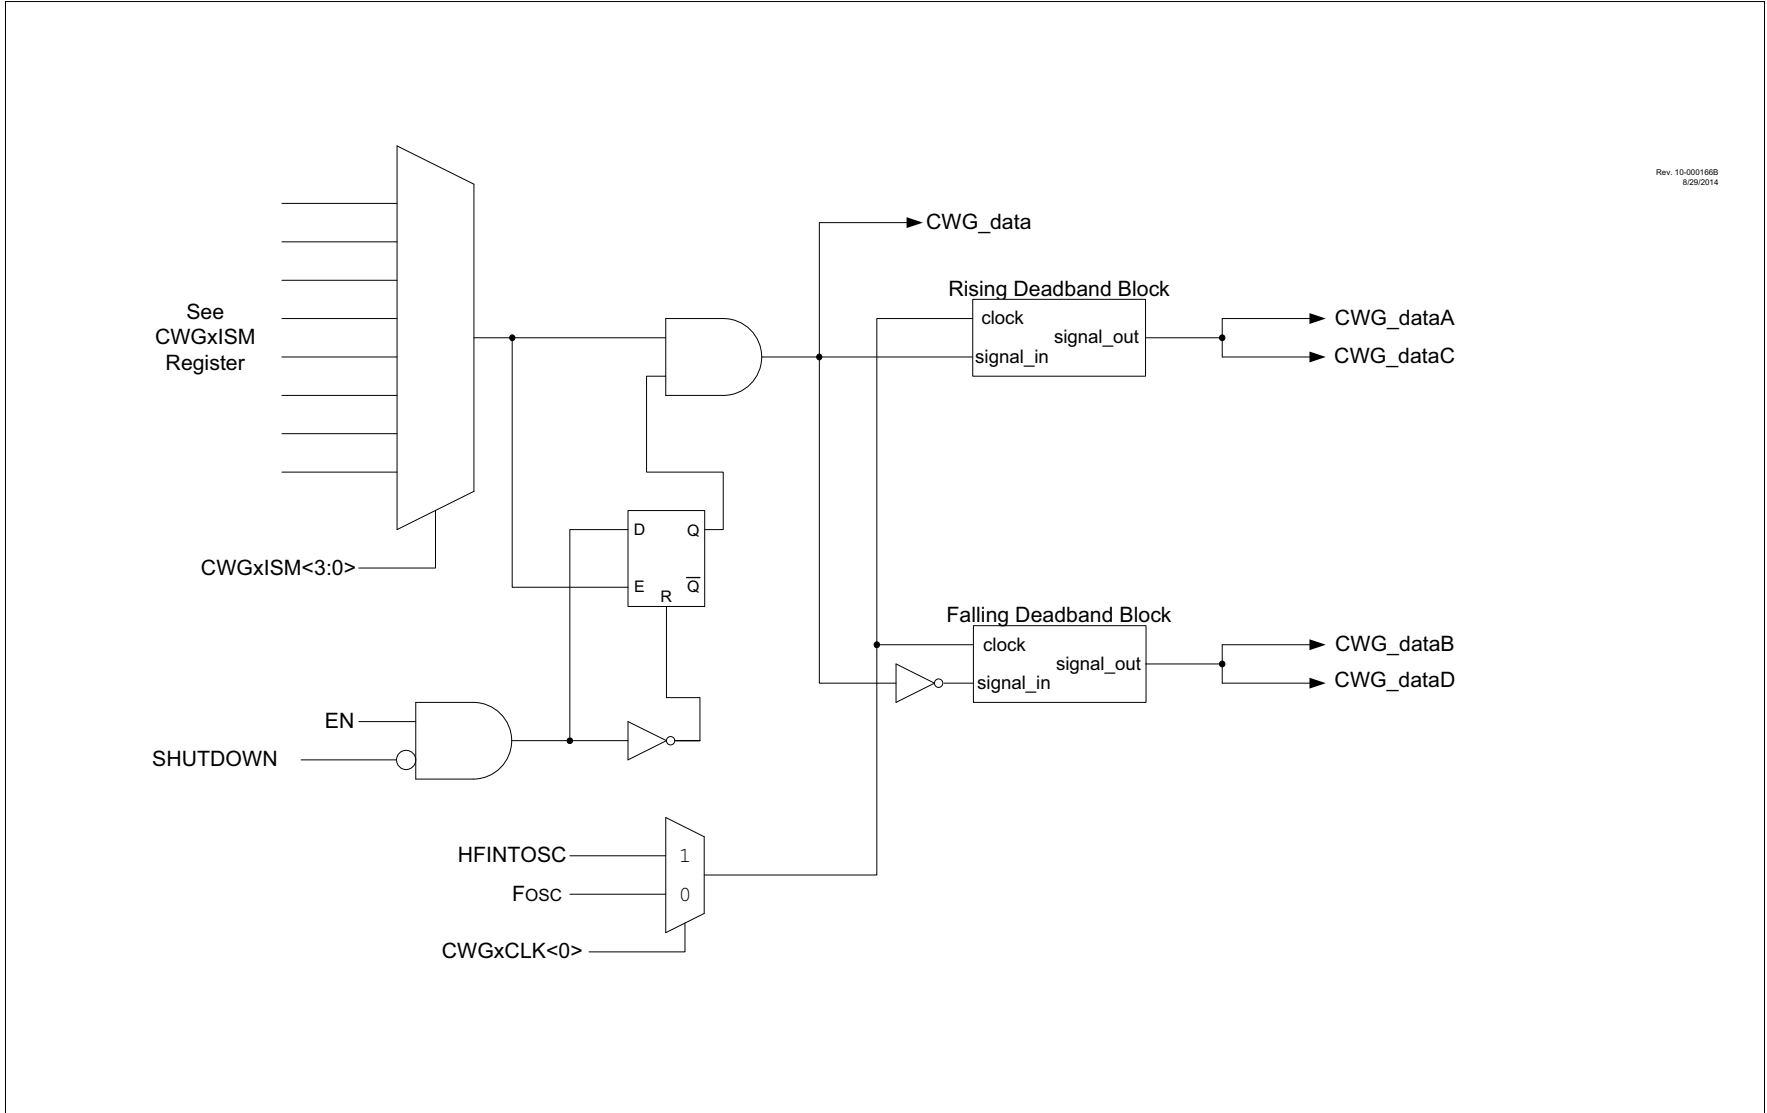 Rev. 10-000166B
8/29/2014
CWG_data
Rising Deadband Block
clock
signal_out
signal_in
CWG_dataA
CWG_dataC
See
CWGxISM
Register
D
Q
E
R
Q̅
CWGxISM<3:0>
Falling Deadband Block
clock
signal_out
signal_in
CWG_dataB
CWG_dataD
EN
SHUTDOWN
HFINTOSC
1
FOSC
0
CWGxCLK<0>